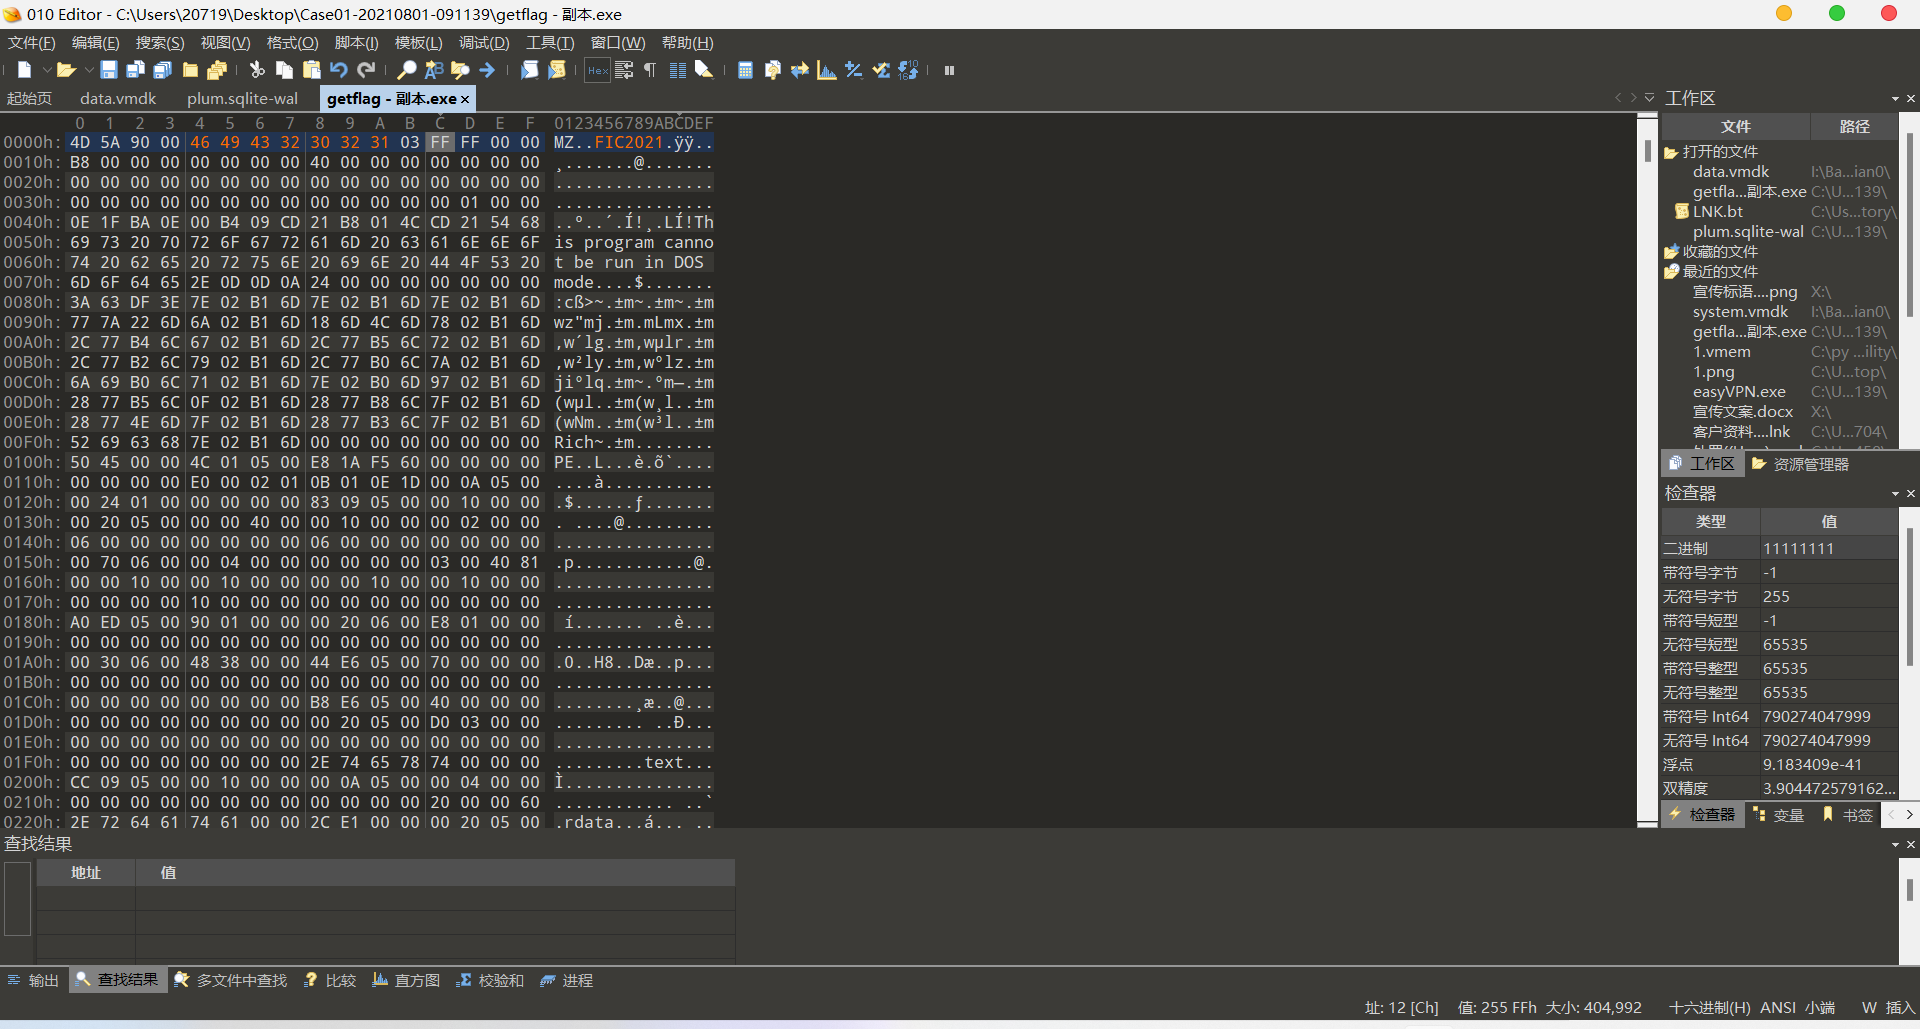 010 Editor - C:\Users\20719\Desktop\Case01-20210801-091139\getflag - 副本.exe
文件(F) 编辑(E) 搜索(S) 视图(V) 格式(O) 脚本(I) 模板(L) 调试(D) 工具(T) 窗口(W) 帮助(H)
起始页 data.vmdk plum.sqlite-wal getflag - 副本.exe
0 1 2 3 4 5 6 7 8 9 A B C D E F 0123456789ABCDEF
0000h: 4D 5A 90 00 46 49 43 32 30 32 31 03 FF FF 00 00 MZ..FIC2021.ÿÿ..
0010h: B8 00 00 00 00 00 00 00 40 00 00 00 00 00 00 00 ¸.......@.......
0020h: 00 00 00 00 00 00 00 00 00 00 00 00 00 00 00 00 ................
0030h: 00 00 00 00 00 00 00 00 00 00 00 00 00 01 00 00 ................
0040h: 0E 1F BA 0E 00 B4 09 CD 21 B8 01 4C CD 21 54 68 ..º..´.Í!¸.LÍ!Th
0050h: 69 73 20 70 72 6F 67 72 61 6D 20 63 61 6E 6E 6F is program canno
0060h: 74 20 62 65 20 72 75 6E 20 69 6E 20 44 4F 53 20 t be run in DOS
0070h: 6D 6F 64 65 2E 0D 0D 0A 24 00 00 00 00 00 00 00 mode....$.......
0080h: 3A 63 DF 3E 7E 02 B1 6D 7E 02 B1 6D 7E 02 B1 6D :cß>~.±m~.±m~.±m
0090h: 77 7A 22 6D 6A 02 B1 6D 18 6D 4C 6D 78 02 B1 6D wz"mj.±m.mLmx.±m
00A0h: 2C 77 B4 6C 67 02 B1 6D 2C 77 B5 6C 72 02 B1 6D ,w´lg.±m,wµlr.±m
00B0h: 2C 77 B2 6C 79 02 B1 6D 2C 77 B0 6C 7A 02 B1 6D ,w²ly.±m,w°lz.±m
00C0h: 6A 69 B0 6C 71 02 B1 6D 7E 02 B0 6D 97 02 B1 6D ji°lq.±m~.°m—.±m
00D0h: 28 77 B5 6C 0F 02 B1 6D 28 77 B8 6C 7F 02 B1 6D (wµl..±m(w¸l..±m
00E0h: 28 77 4E 6D 7F 02 B1 6D 28 77 B3 6C 7F 02 B1 6D (wNm..±m(w³l..±m
00F0h: 52 69 63 68 7E 02 B1 6D 00 00 00 00 00 00 00 00 Rich~.±m........
0100h: 50 45 00 00 4C 01 05 00 E8 1A F5 60 00 00 00 00 PE..L...è.õ`....
0110h: 00 00 00 00 E0 00 02 01 0B 01 0E 1D 00 0A 05 00 ....à...........
0120h: 00 24 01 00 00 00 00 00 83 09 05 00 00 10 00 00 .$......ƒ.......
0130h: 00 20 05 00 00 00 40 00 00 10 00 00 00 02 00 00 . ....@.........
0140h: 06 00 00 00 00 00 00 00 06 00 00 00 00 00 00 00 ................
0150h: 00 70 06 00 00 04 00 00 00 00 00 00 03 00 40 81 .p............@.
0160h: 00 00 10 00 00 10 00 00 00 00 10 00 00 10 00 00 ................
0170h: 00 00 00 00 10 00 00 00 00 00 00 00 00 00 00 00 ................
0180h: A0 ED 05 00 90 01 00 00 00 20 06 00 E8 01 00 00  í....... ..è...
0190h: 00 00 00 00 00 00 00 00 00 00 00 00 00 00 00 00 ................
01A0h: 00 30 06 00 48 38 00 00 44 E6 05 00 70 00 00 00 .0..H8..Dæ..p...
01B0h: 00 00 00 00 00 00 00 00 00 00 00 00 00 00 00 00 ................
01C0h: 00 00 00 00 00 00 00 00 B8 E6 05 00 40 00 00 00 ........¸æ..@...
01D0h: 00 00 00 00 00 00 00 00 00 20 05 00 D0 03 00 00 ......... ..Ð...
01E0h: 00 00 00 00 00 00 00 00 00 00 00 00 00 00 00 00 ................
01F0h: 00 00 00 00 00 00 00 00 2E 74 65 78 74 00 00 00 .........text...
0200h: CC 09 05 00 00 10 00 00 00 0A 05 00 00 04 00 00 Ì...............
0210h: 00 00 00 00 00 00 00 00 00 00 00 00 20 00 00 60 ............ ..`
0220h: 2E 72 64 61 74 61 00 00 2C E1 00 00 00 20 05 00 .rdata..,á... ..
工作区
文件 路径
打开的文件
data.vmdk I:\Ba...ian0\
getfla...副本.exe C:\U...139\
LNK.bt C:\Us...tory\
plum.sqlite-wal C:\U...139\
收藏的文件
最近的文件
宣传标语....png X:\
system.vmdk I:\Ba...ian0\
getfla...副本.exe C:\U...139\
1.vmem C:\py ...ility\
1.png C:\U...top\
easyVPN.exe C:\U...139\
宣传文案.docx X:\
客户资料....lnk C:\U...704\
工作区 资源管理器
检查器
类型 值
二进制 11111111
带符号字节 -1
无符号字节 255
带符号短型 -1
无符号短型 65535
带符号整型 65535
无符号整型 65535
带符号 Int64 790274047999
无符号 Int64 790274047999
浮点 9.183409e-41
双精度 3.904472579162...
检查器 变量 书签
查找结果
地址 值
输出 查找结果 多文件中查找 比较 直方图 校验和 进程
址: 12 [Ch] 值: 255 FFh 大小: 404,992 十六进制(H) ANSI 小端 W 插入